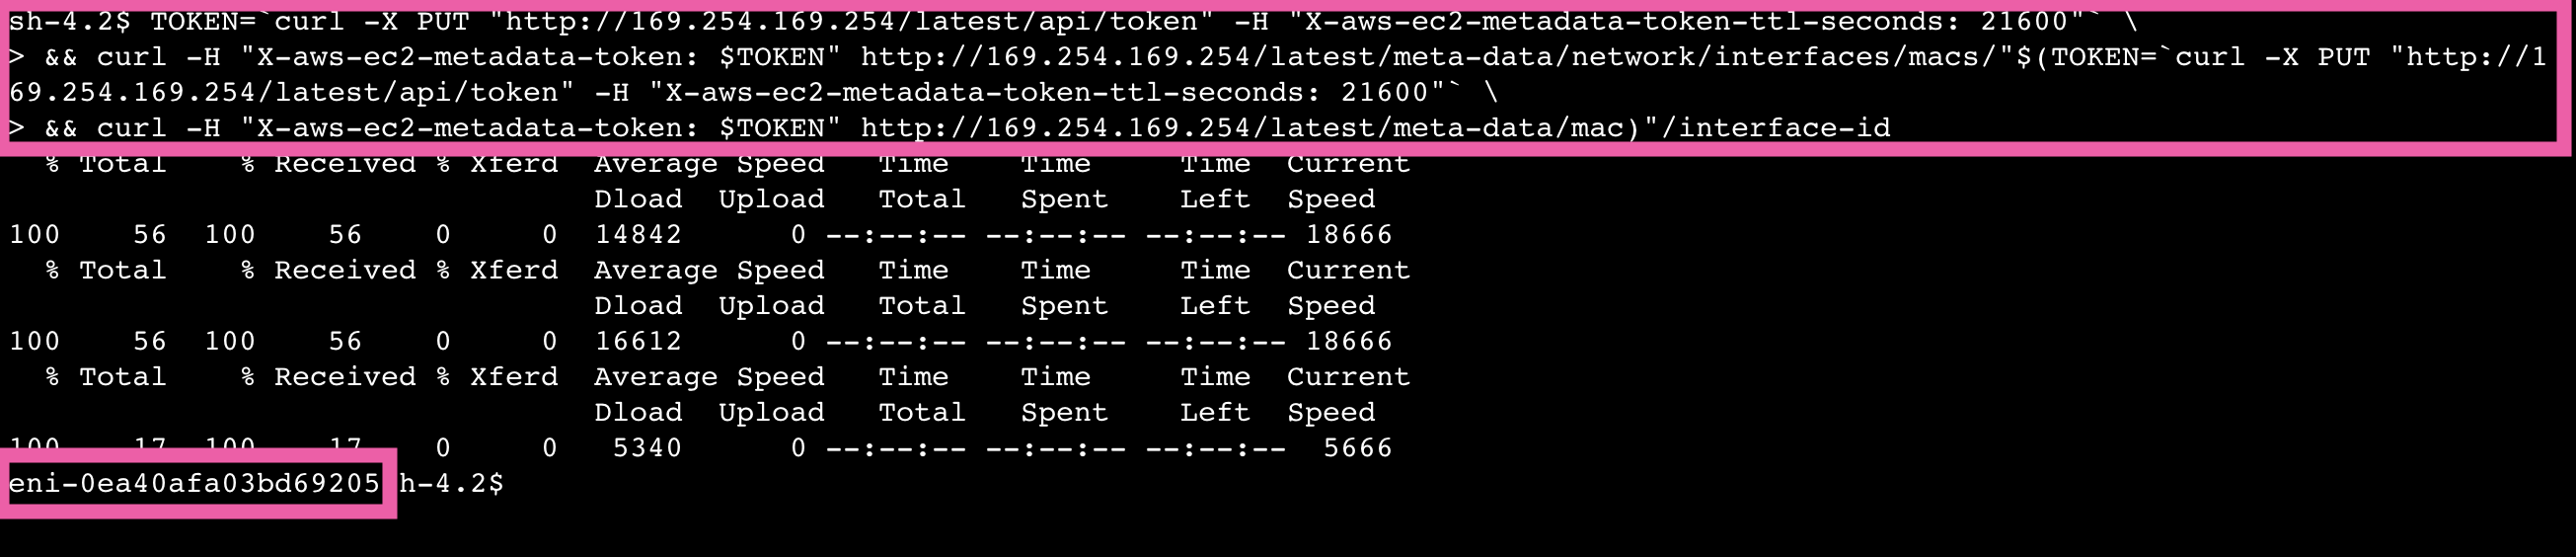 sh-4.2$ TOKEN=`curl -X PUT "http://169.254.169.254/latest/api/token" -H "X-aws-ec2-metadata-token-ttl-seconds: 21600"` \
> && curl -H "X-aws-ec2-metadata-token: $TOKEN" http://169.254.169.254/latest/meta-data/network/interfaces/macs/"$(TOKEN=`curl -X PUT "http://1
69.254.169.254/latest/api/token" -H "X-aws-ec2-metadata-token-ttl-seconds: 21600"` \
> && curl -H "X-aws-ec2-metadata-token: $TOKEN" http://169.254.169.254/latest/meta-data/mac)"/interface-id
% Total % Received % Xferd Average Speed Time Time Time Current
Dload Upload Total Spent Left Speed
100 56 100 56 0 0 14842 0 --:--:-- --:--:-- --:--:-- 18666
% Total % Received % Xferd Average Speed Time Time Time Current
Dload Upload Total Spent Left Speed
100 56 100 56 0 0 16612 0 --:--:-- --:--:-- --:--:-- 18666
% Total % Received % Xferd Average Speed Time Time Time Current
Dload Upload Total Spent Left Speed
100 17 100 17 0 0 5340 0 --:--:-- --:--:-- --:--:-- 5666
eni-0ea40afa03bd69205 h-4.2$